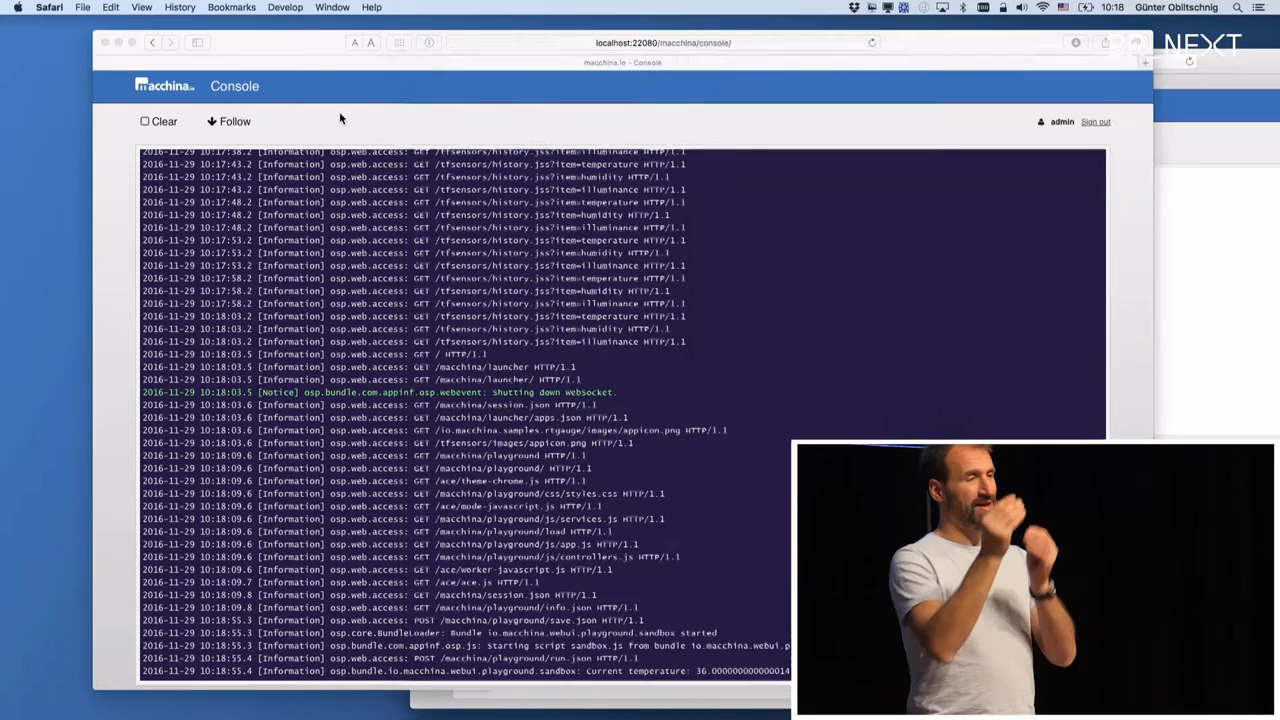 Safari File Edit View History Bookmarks Develop Window Help 10:18 Günter Obiltschnig
A A localhost:22080/macchina/console/
macchina.io - Console
macchina.io Console
Clear Follow admin Sign out
2016-11-29 10:17:38.2 [Information] osp.web.access: GET /tfsensors/history.jss?item=temperature HTTP/1.1
2016-11-29 10:17:43.2 [Information] osp.web.access: GET /tfsensors/history.jss?item=temperature HTTP/1.1
2016-11-29 10:17:43.2 [Information] osp.web.access: GET /tfsensors/history.jss?item=humidity HTTP/1.1
2016-11-29 10:17:43.2 [Information] osp.web.access: GET /tfsensors/history.jss?item=illuminance HTTP/1.1
2016-11-29 10:17:48.2 [Information] osp.web.access: GET /tfsensors/history.jss?item=temperature HTTP/1.1
2016-11-29 10:17:48.2 [Information] osp.web.access: GET /tfsensors/history.jss?item=humidity HTTP/1.1
2016-11-29 10:17:48.2 [Information] osp.web.access: GET /tfsensors/history.jss?item=illuminance HTTP/1.1
2016-11-29 10:17:53.2 [Information] osp.web.access: GET /tfsensors/history.jss?item=temperature HTTP/1.1
2016-11-29 10:17:53.2 [Information] osp.web.access: GET /tfsensors/history.jss?item=humidity HTTP/1.1
2016-11-29 10:17:53.2 [Information] osp.web.access: GET /tfsensors/history.jss?item=illuminance HTTP/1.1
2016-11-29 10:17:58.2 [Information] osp.web.access: GET /tfsensors/history.jss?item=temperature HTTP/1.1
2016-11-29 10:17:58.2 [Information] osp.web.access: GET /tfsensors/history.jss?item=humidity HTTP/1.1
2016-11-29 10:17:58.2 [Information] osp.web.access: GET /tfsensors/history.jss?item=illuminance HTTP/1.1
2016-11-29 10:18:03.2 [Information] osp.web.access: GET /tfsensors/history.jss?item=temperature HTTP/1.1
2016-11-29 10:18:03.2 [Information] osp.web.access: GET /tfsensors/history.jss?item=humidity HTTP/1.1
2016-11-29 10:18:03.2 [Information] osp.web.access: GET /tfsensors/history.jss?item=illuminance HTTP/1.1
2016-11-29 10:18:03.5 [Information] osp.web.access: GET / HTTP/1.1
2016-11-29 10:18:03.5 [Information] osp.web.access: GET /macchina/launcher HTTP/1.1
2016-11-29 10:18:03.5 [Information] osp.web.access: GET /macchina/launcher/ HTTP/1.1
2016-11-29 10:18:03.5 [Notice] osp.bundle.com.appinf.osp.webevent: Shutting down WebSocket.
2016-11-29 10:18:03.6 [Information] osp.web.access: GET /macchina/session.json HTTP/1.1
2016-11-29 10:18:03.6 [Information] osp.web.access: GET /macchina/launcher/apps.json HTTP/1.1
2016-11-29 10:18:03.6 [Information] osp.web.access: GET /io.macchina.samples.rtgauge/images/appicon.png HTTP/1.1
2016-11-29 10:18:03.6 [Information] osp.web.access: GET /tfsensors/images/appicon.png HTTP/1.1
2016-11-29 10:18:09.6 [Information] osp.web.access: GET /macchina/playground HTTP/1.1
2016-11-29 10:18:09.6 [Information] osp.web.access: GET /macchina/playground/ HTTP/1.1
2016-11-29 10:18:09.6 [Information] osp.web.access: GET /ace/theme-chrome.js HTTP/1.1
2016-11-29 10:18:09.6 [Information] osp.web.access: GET /macchina/playground/css/styles.css HTTP/1.1
2016-11-29 10:18:09.6 [Information] osp.web.access: GET /ace/mode-javascript.js HTTP/1.1
2016-11-29 10:18:09.6 [Information] osp.web.access: GET /macchina/playground/js/services.js HTTP/1.1
2016-11-29 10:18:09.6 [Information] osp.web.access: GET /macchina/playground/load HTTP/1.1
2016-11-29 10:18:09.6 [Information] osp.web.access: GET /macchina/playground/js/app.js HTTP/1.1
2016-11-29 10:18:09.6 [Information] osp.web.access: GET /macchina/playground/js/controllers.js HTTP/1.1
2016-11-29 10:18:09.6 [Information] osp.web.access: GET /ace/worker-javascript.js HTTP/1.1
2016-11-29 10:18:09.7 [Information] osp.web.access: GET /ace/ace.js HTTP/1.1
2016-11-29 10:18:09.8 [Information] osp.web.access: GET /macchina/session.json HTTP/1.1
2016-11-29 10:18:09.8 [Information] osp.web.access: GET /macchina/playground/info.json HTTP/1.1
2016-11-29 10:18:55.3 [Information] osp.web.access: POST /macchina/playground/save.json HTTP/1.1
2016-11-29 10:18:55.3 [Information] osp.core.BundleLoader: Bundle io.macchina.webui.playground.sandbox started
2016-11-29 10:18:55.3 [Information] osp.bundle.com.appinf.osp.js: Starting script sandbox.js from bundle io.macchina.webui.p
2016-11-29 10:18:55.4 [Information] osp.web.access: POST /macchina/playground/run.json HTTP/1.1
2016-11-29 10:18:55.4 [Information] osp.bundle.io.macchina.webui.playground.sandbox: Current temperature: 36.00000000000014